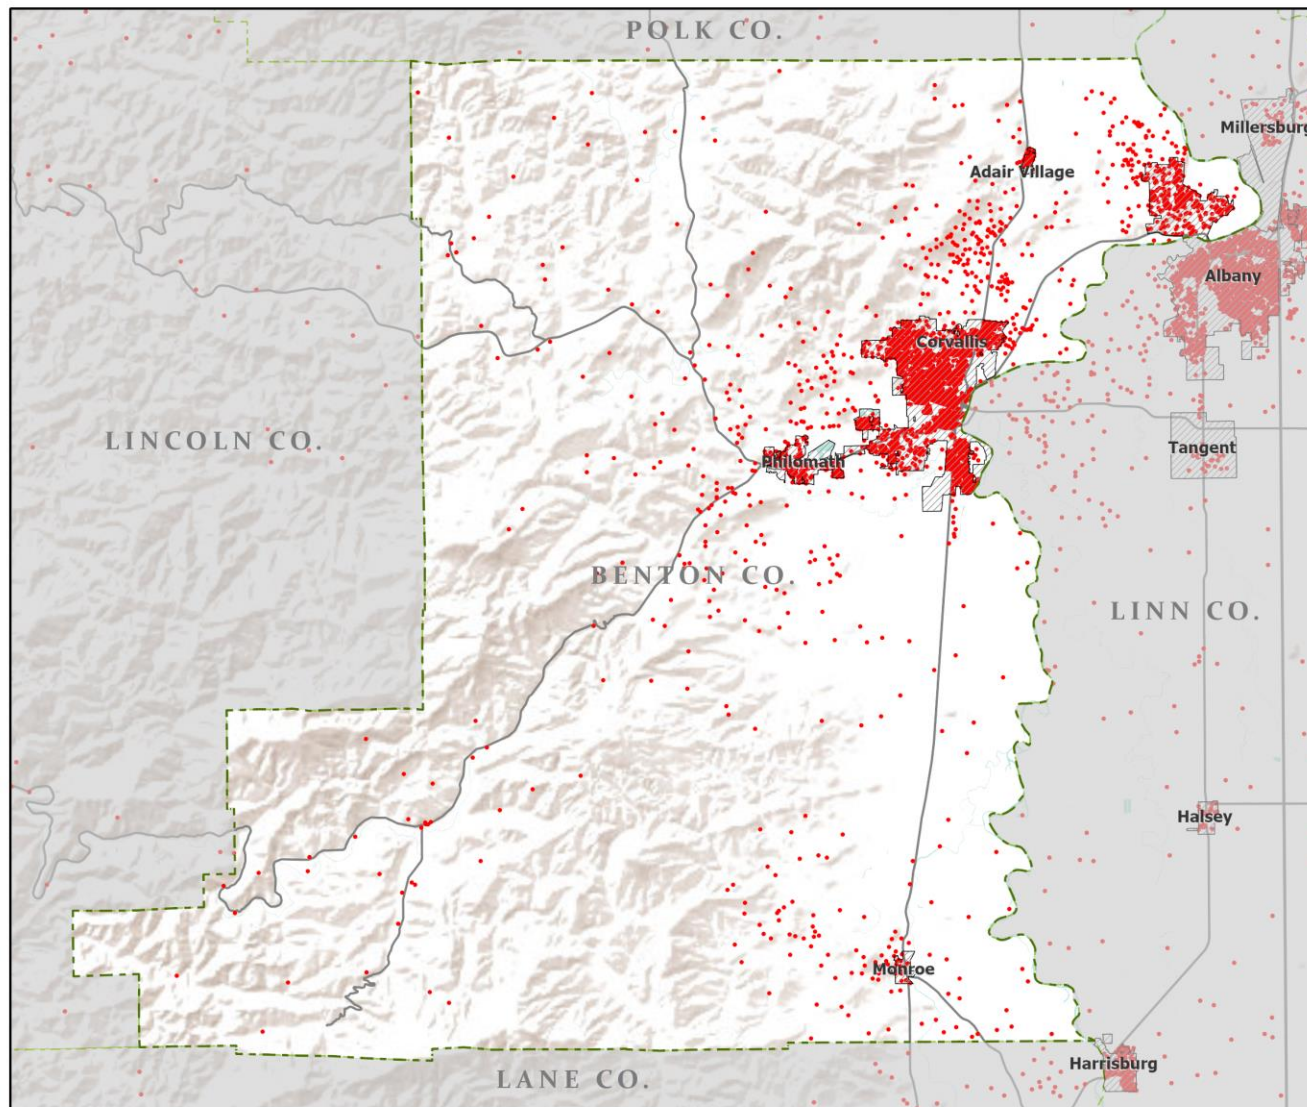 POLK CO.
Millersburg
Adair Village
Albany
Corvallis
LINCOLN CO.
Tangent
Philomath
BENTON CO.
LINN CO.
Halsey
Monroe
Harrisburg
LANE CO.